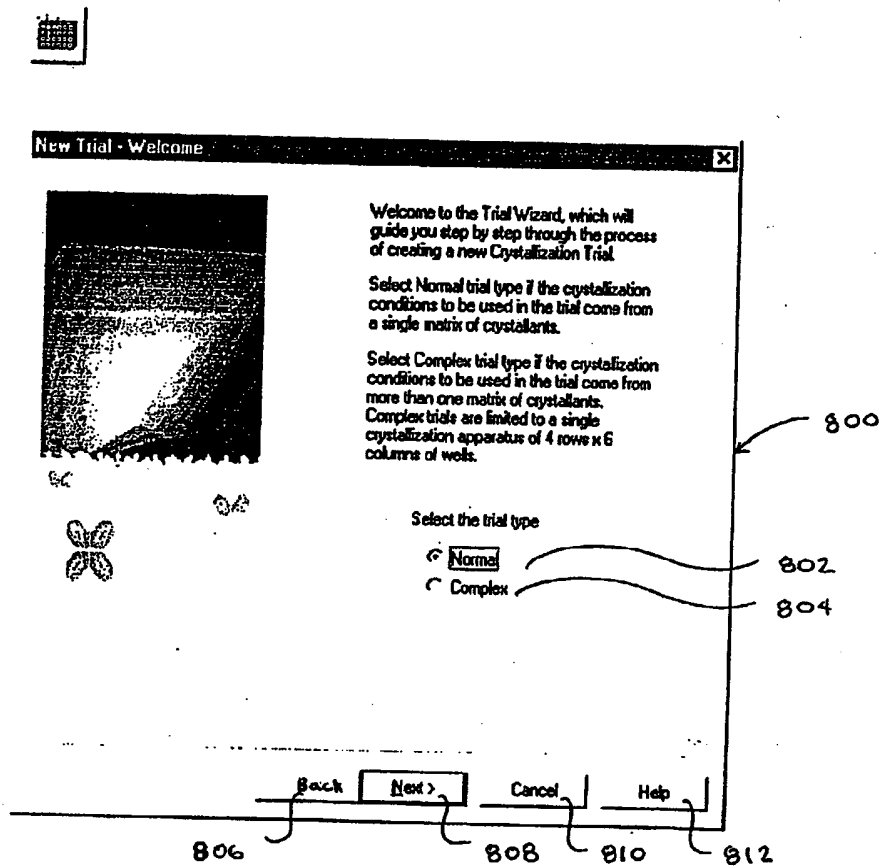 New Trial - Welcome
Welcome to the Trial Wizard, which will
guide you step by step through the process
of creating a new Crystallization Trial.
Select Normal trial type if the crystallization
conditions to be used in the trial come from
a single matrix of crystallants.
Select Complex trial type if the crystallization
conditions to be used in the trial come from
more than one matrix of crystallants.
Complex trials are limited to a single
crystallization apparatus of 4 rows x 6
columns of wells.
800
Select the trial type
Normal
802
Complex
804
Back Next > Cancel Help
806 808 810 812